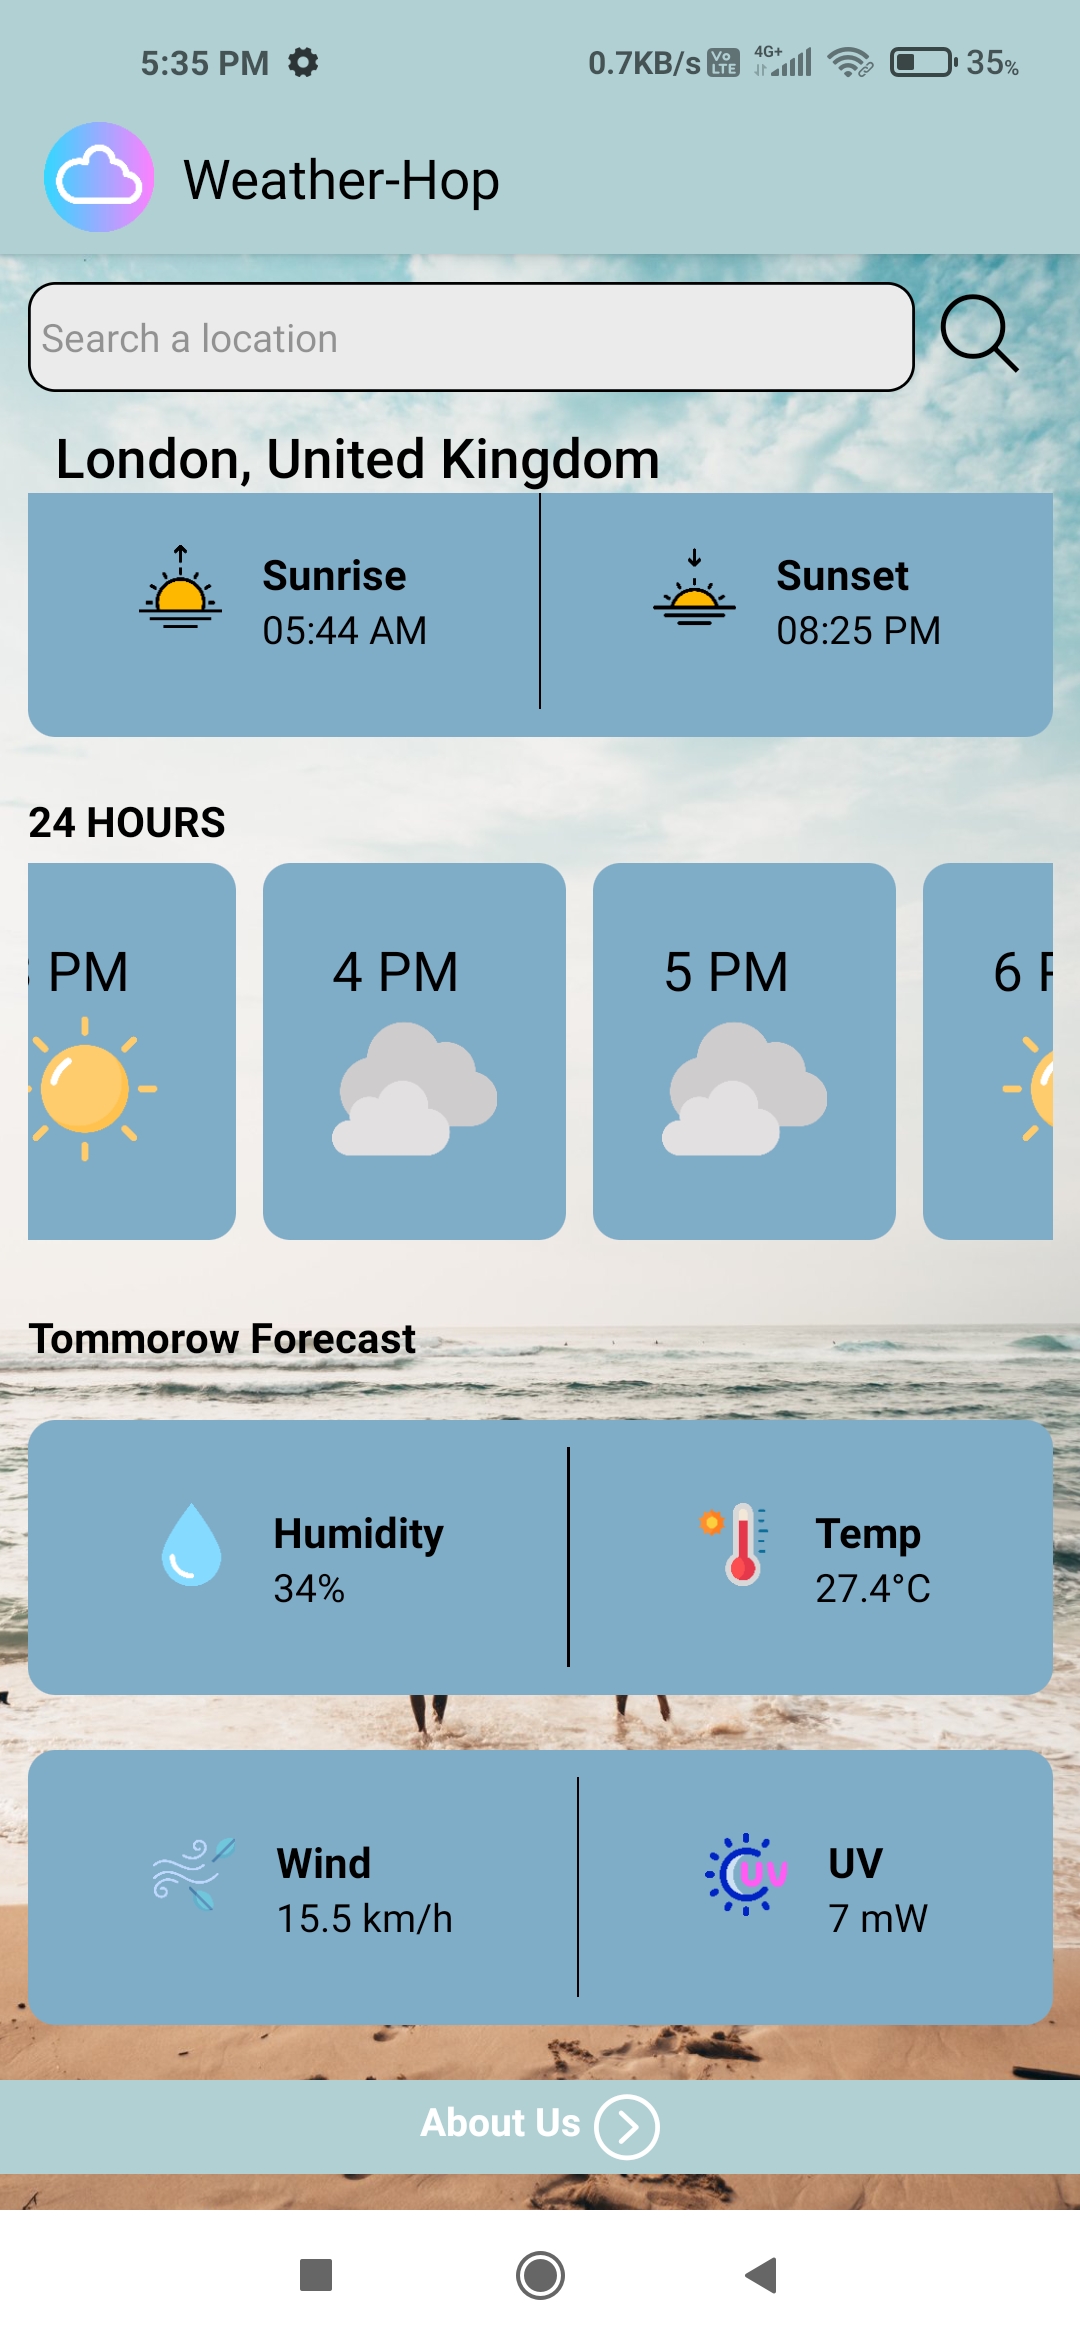 5:35 PM 0.7KB/s Vo LTE 4G+ 35%
Weather-Hop
Search a location
London, United Kingdom
Sunrise Sunset
05:44 AM 08:25 PM
24 HOURS
PM 4 PM 5 PM 6
Tommorow Forecast
Humidity Temp
34% 27.4°C
Wind UV
15.5 km/h 7 mW
About Us